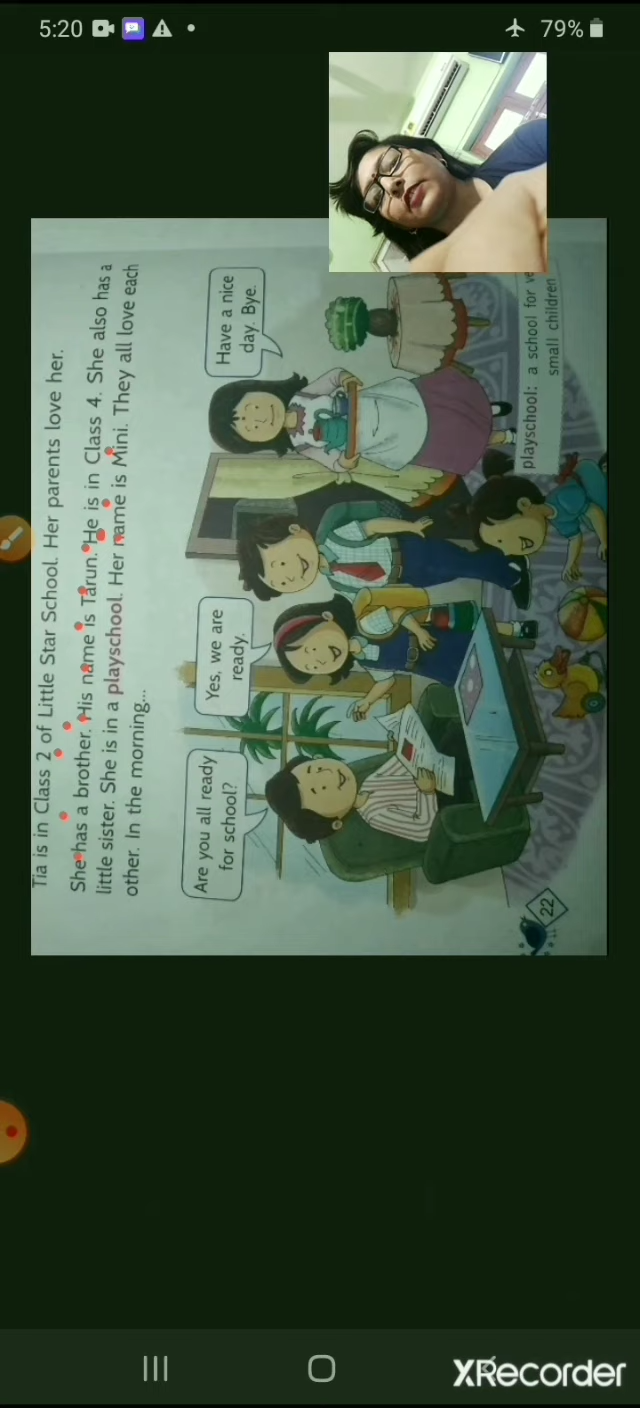 5:20
79%
Tia is in Class 2 of Little Star School. Her parents love her.
She has a brother. His name is Tarun. He is in Class 4. She also has a
little sister. She is in a playschool. Her name is Mini. They all love each
other. In the morning...
Are you all ready
for school?
Yes, we are
ready.
Have a nice
day. Bye.
playschool: a school for
small children
22
XRecorder